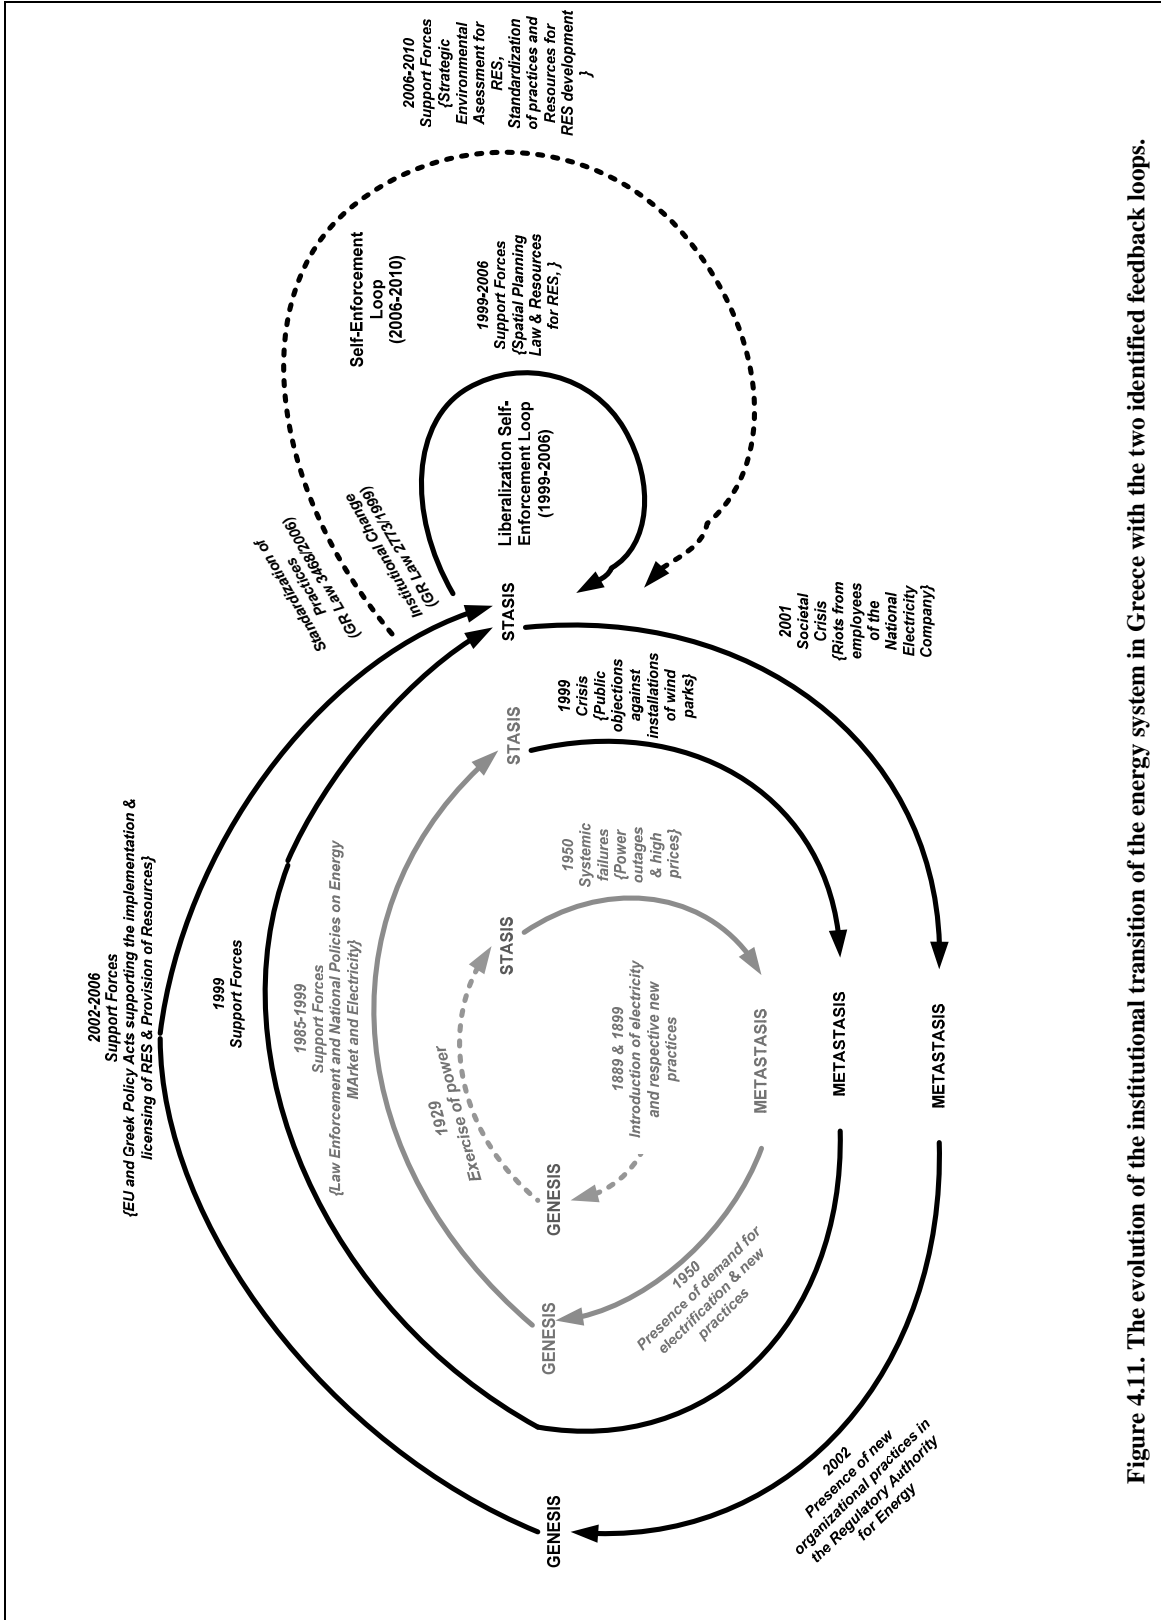 2002-2006
Support Forces
{EU and Greek Policy Acts supporting the implementation &
licensing of RES & Provision of Resources}
1999
Support Forces
1985-1999
Support Forces
{Law Enforcement and National Policies on Energy
MArket and Electricity}
1929
Exercise of power
GENESIS
GENESIS
GENESIS
1889 & 1899
Introduction of electricity
and respective new
practices
STASIS
STASIS
STASIS
1950
Systemic
failures
{Power
outages
& high
prices}
1999
Crisis
{Public
objections
against
installations
of wind
parks}
2001
Societal
Crisis
{Riots from
employees
of the
National
Electricity
Company}
METASTASIS
METASTASIS
METASTASIS
1950
Presence of demand for
electrification & new
practices
2002
Presence of new
organizational practices in
the Regulatory Authority
for Energy
Standardization of
Practices
(GR Law 3468/2006)
Institutional Change
(GR Law 2773/1999)
Liberalization Self-
Enforcement Loop
(1999-2006)
1999-2006
Support Forces
{Spatial Planning
Law & Resources
for RES, }
Self-Enforcement
Loop
(2006-2010)
2006-2010
Support Forces
{Strategic
Environmental
Asessment for
RES,
Standardization
of practices and
Resources for
RES development
}
Figure 4.11. The evolution of the institutional transition of the energy system in Greece with the two identified feedback loops.